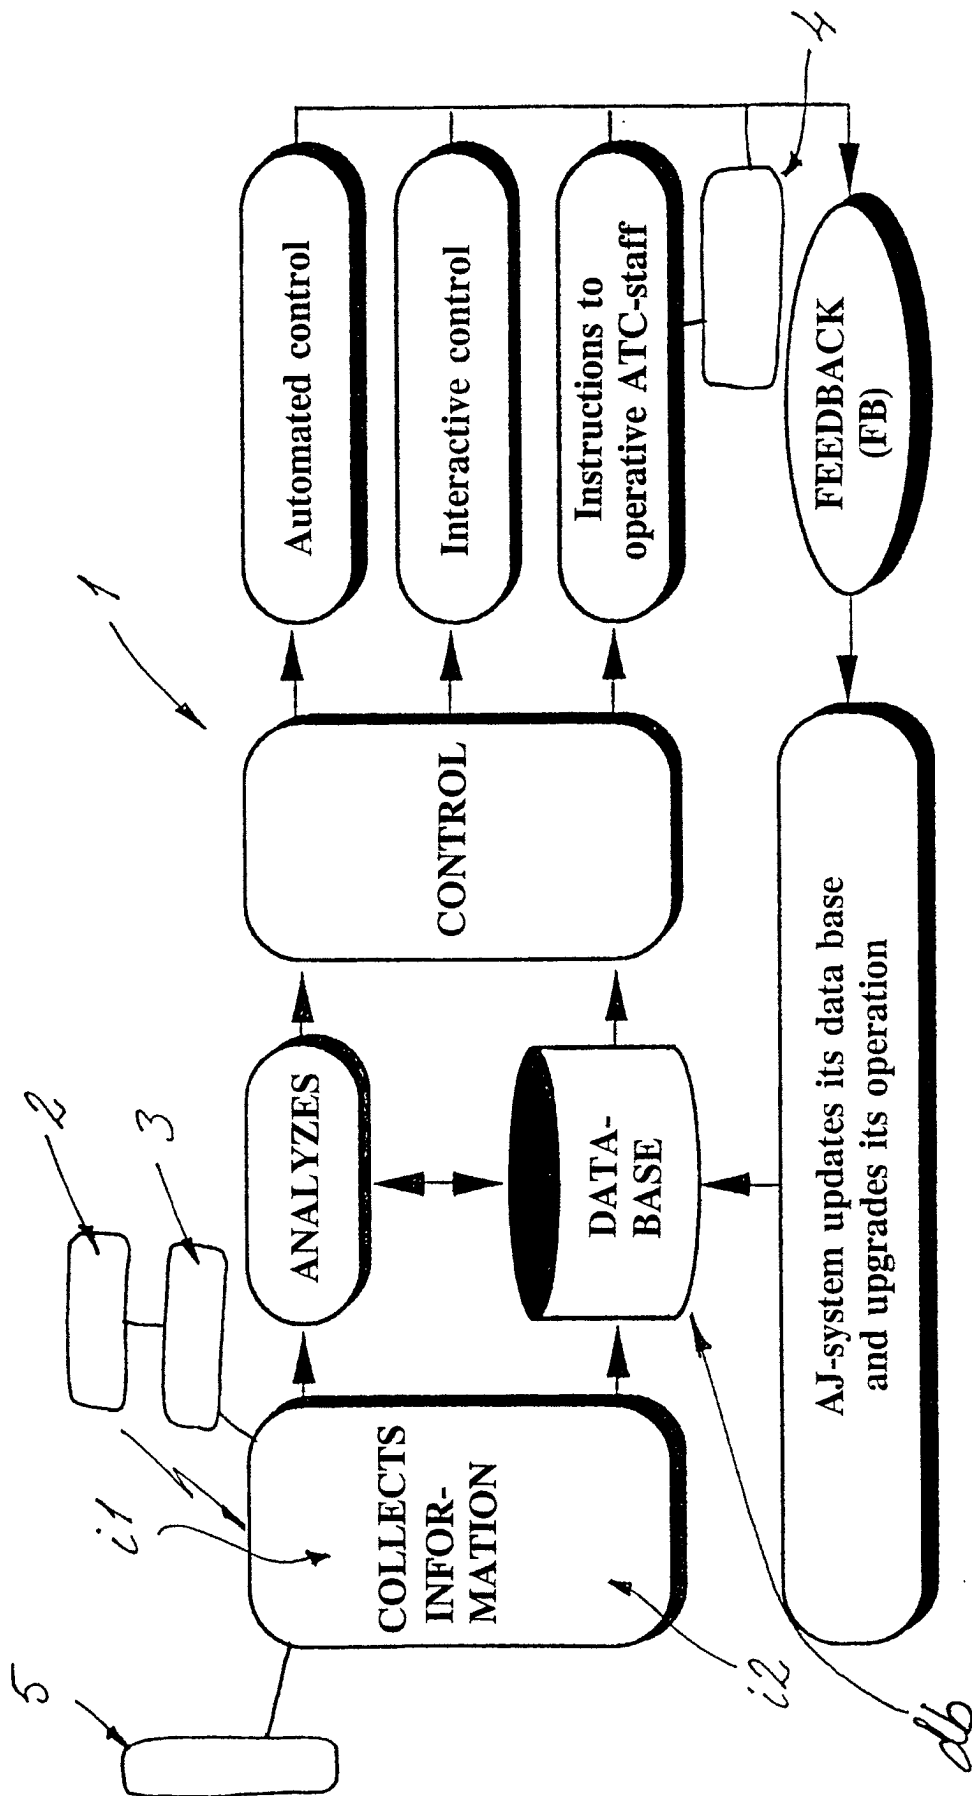 1
2
3
4
5
i1
i2
db
COLLECTS
INFOR-
MATION
ANALYZES
DATA-
BASE
CONTROL
Automated control
Interactive control
Instructions to
operative ATC-staff
FEEDBACK
(FB)
AJ-system updates its data base
and upgrades its operation